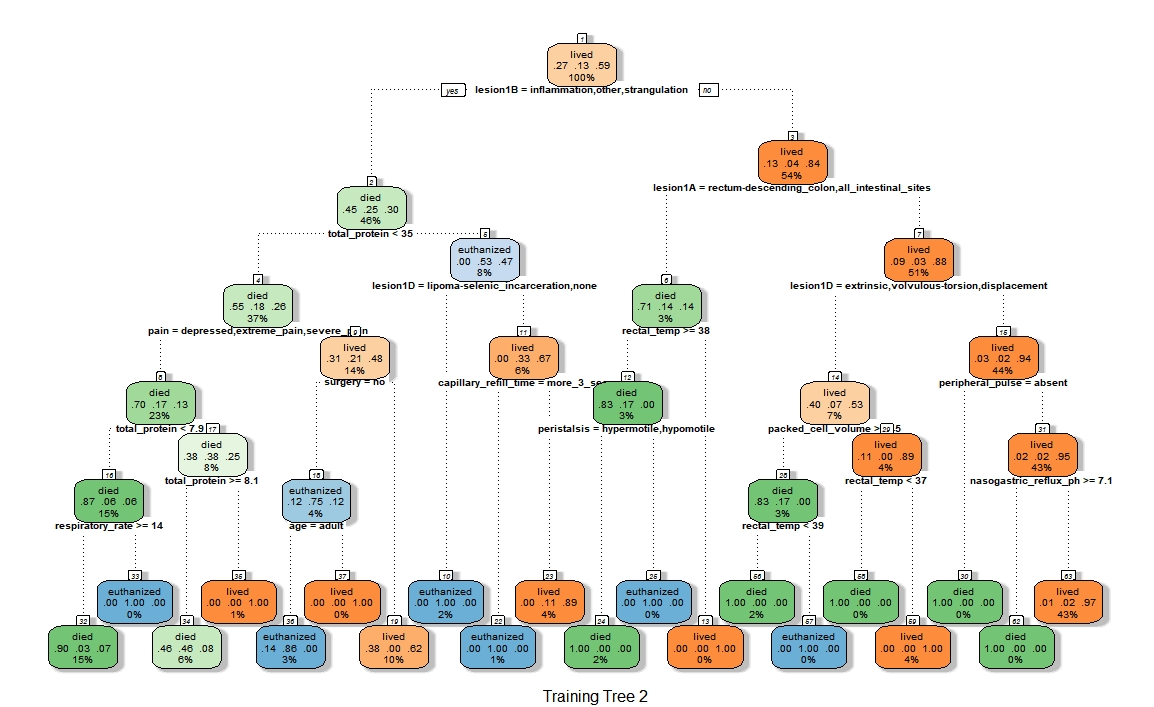 1
lived
.27 .13 .59
100%
yes lesion1B = inflammation,other,strangulation no
3
lived
.13 .04 .84
54%
lesion1A = rectum-descending_colon,all_intestinal_sites
2
died
.45 .25 .30
46%
total_protein < 35
5
euthanized
.00 .53 .47
8%
lesion1D = lipoma-selenic_incarceration,none
7
lived
.09 .03 .88
51%
lesion1D = extrinsic,volvulous-torsion,displacement
4
died
.55 .18 .26
37%
pain = depressed,extreme_pain,severe_pain
6
died
.71 .14 .14
3%
rectal_temp >= 38
9
lived
.31 .21 .48
14%
surgery = no
11
lived
.00 .33 .67
6%
capillary_refill_time = more_3_sec
15
lived
.03 .02 .94
44%
peripheral_pulse = absent
8
died
.70 .17 .13
23%
total_protein < 7.9
12
died
.83 .17 .00
3%
peristalsis = hypermotile,hypomotile
14
lived
.40 .07 .53
7%
packed_cell_volume >
5
17
died
.38 .38 .25
8%
total_protein >= 8.1
29
lived
.11 .00 .89
4%
rectal_temp < 37
31
lived
.02 .02 .95
43%
nasogastric_reflux_ph >= 7.1
16
died
.87 .06 .06
15%
respiratory_rate >= 14
18
euthanized
.12 .75 .12
4%
age = adult
28
died
.83 .17 .00
3%
rectal_temp < 39
33
euthanized
.00 1.00 .00
0%
35
lived
.00 .00 1.00
1%
37
lived
.00 .00 1.00
0%
10
euthanized
.00 1.00 .00
2%
23
lived
.00 .11 .89
4%
25
euthanized
.00 1.00 .00
0%
56
died
1.00 .00 .00
2%
58
died
1.00 .00 .00
0%
30
died
1.00 .00 .00
0%
63
lived
.01 .02 .97
43%
32
died
.90 .03 .07
15%
34
died
.46 .46 .08
6%
36
euthanized
.14 .86 .00
3%
19
lived
.38 .00 .62
10%
22
euthanized
.00 1.00 .00
1%
24
died
1.00 .00 .00
2%
13
lived
.00 .00 1.00
0%
57
euthanized
.00 1.00 .00
0%
59
lived
.00 .00 1.00
4%
62
died
1.00 .00 .00
0%
Training Tree 2